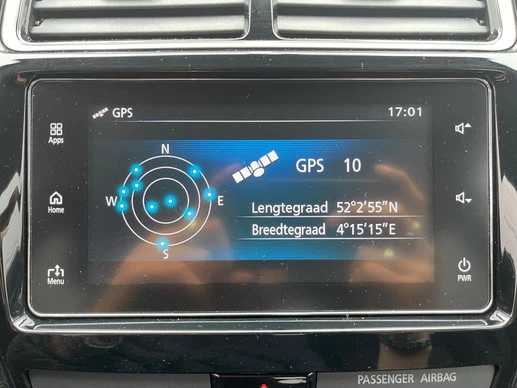 GPS 17:01
Apps
Home
Menu
N
W E
S
GPS 10
Lengtegraad 52°2'55"N
Breedtegraad 4°15'15"E
PWR
PASSENGER AIRBAG